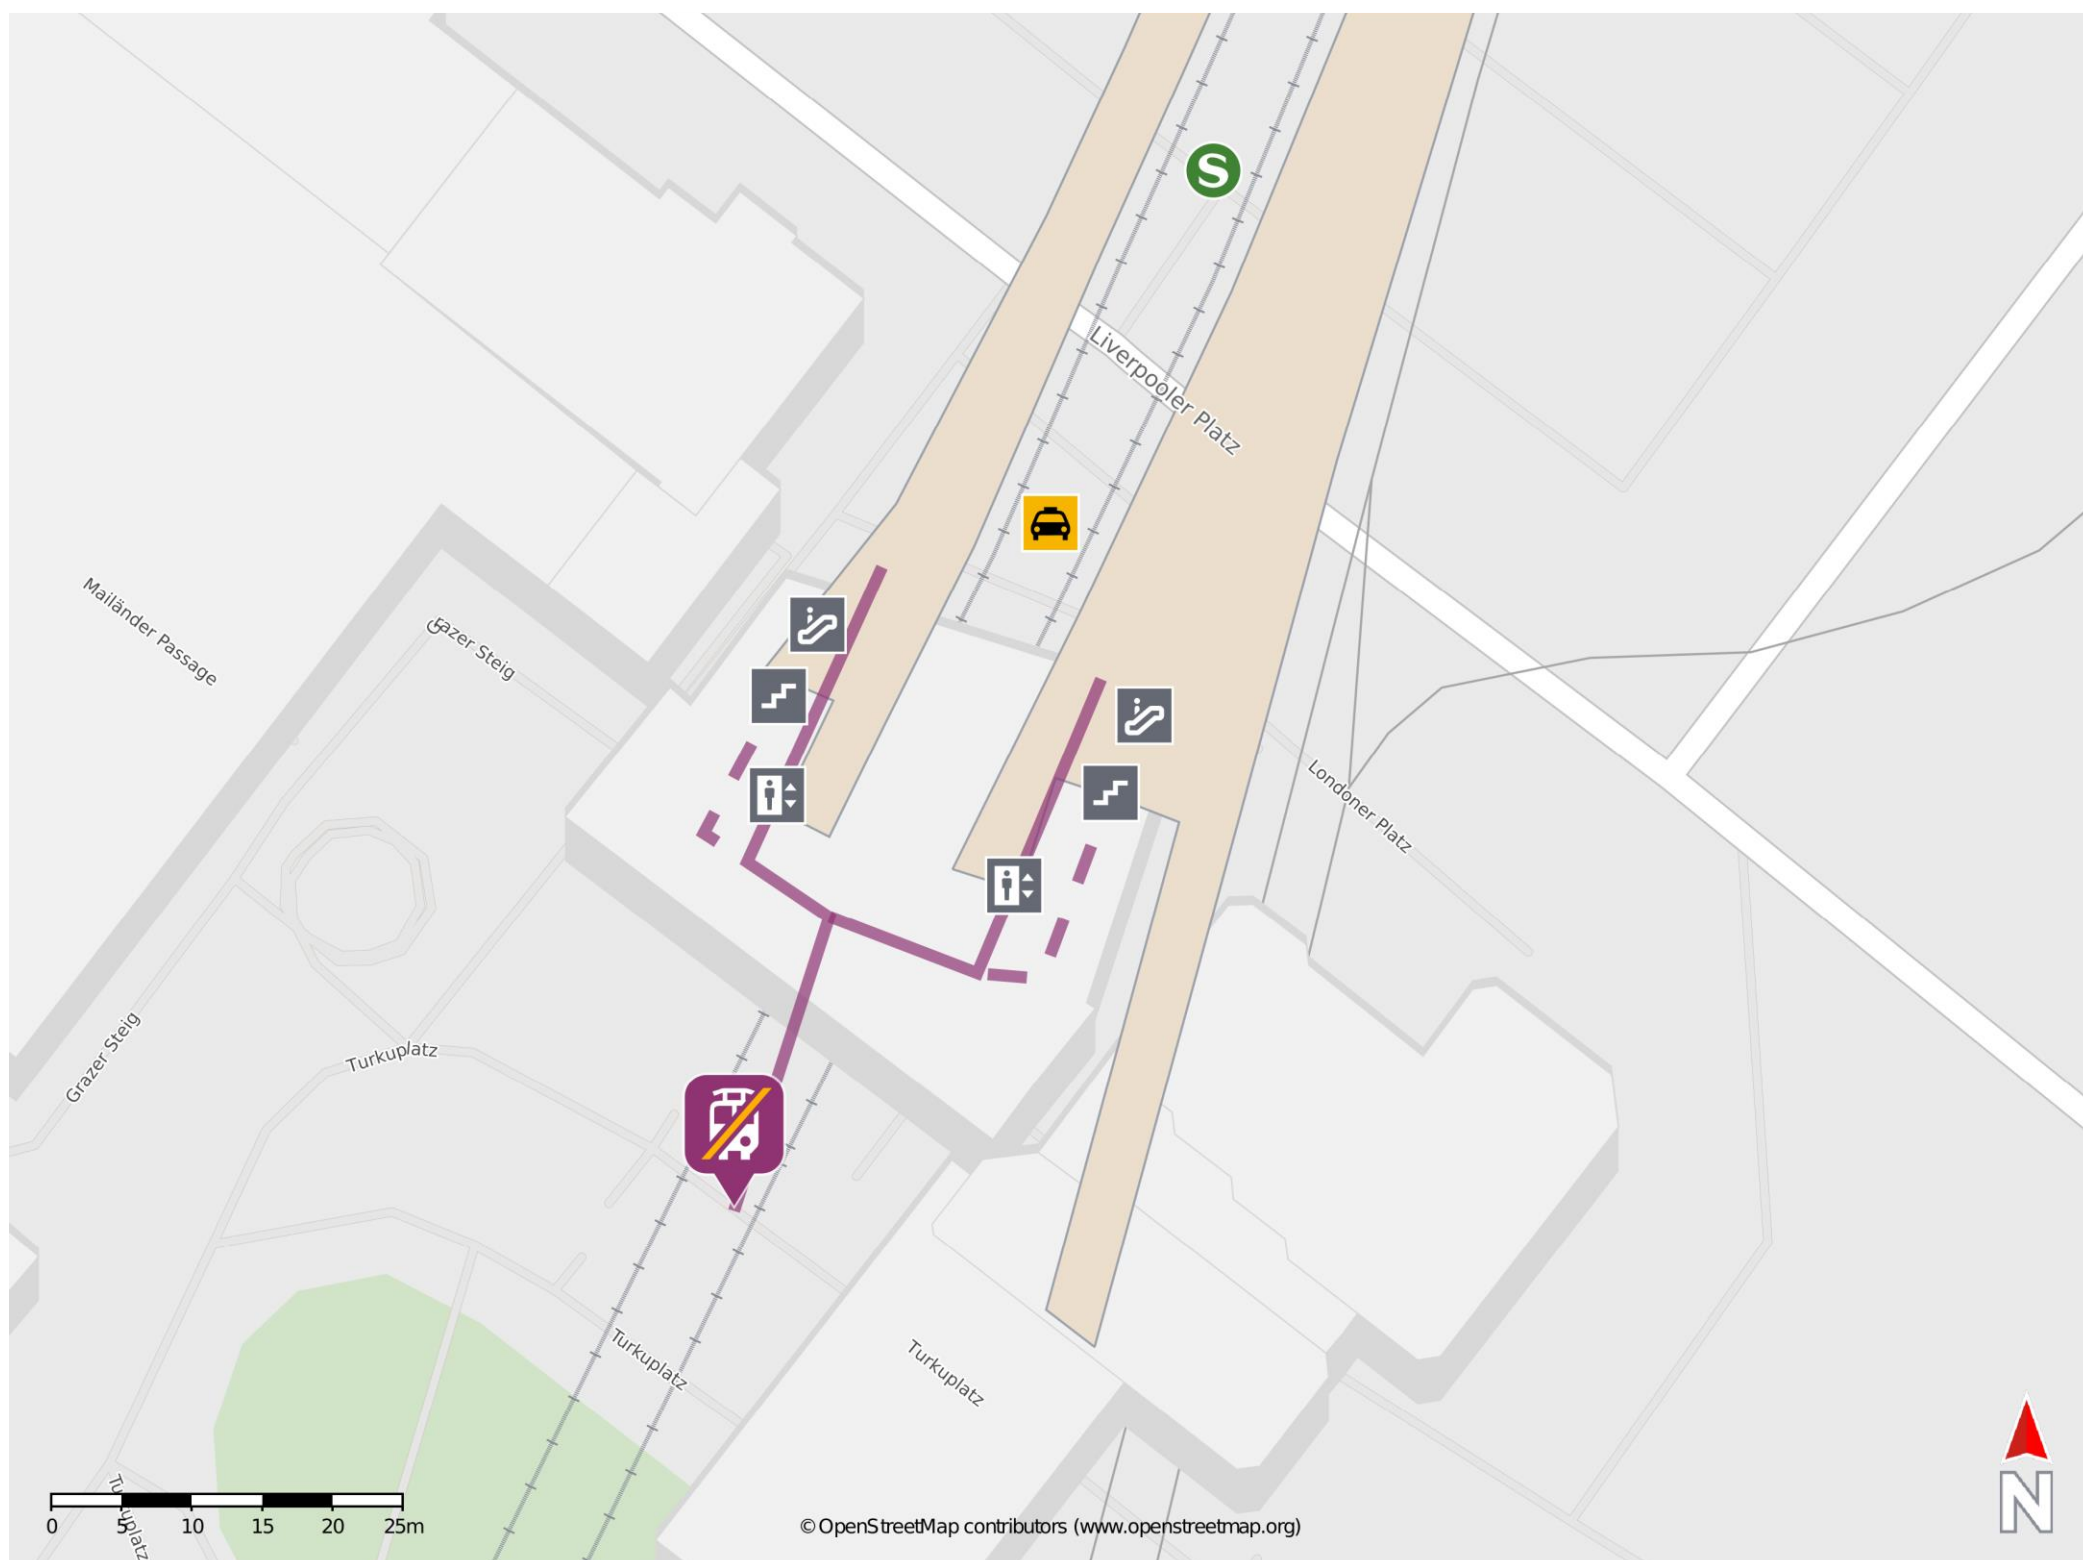 S
Liverpooler Platz
Mailänder Passage
Grazer Steig
Londoner Platz
Grazer Steig
Turkuplatz
Turkuplatz
Turkuplatz
Turkuplatz
0 5 10 15 20 25m
© OpenStreetMap contributors (www.openstreetmap.org)
N